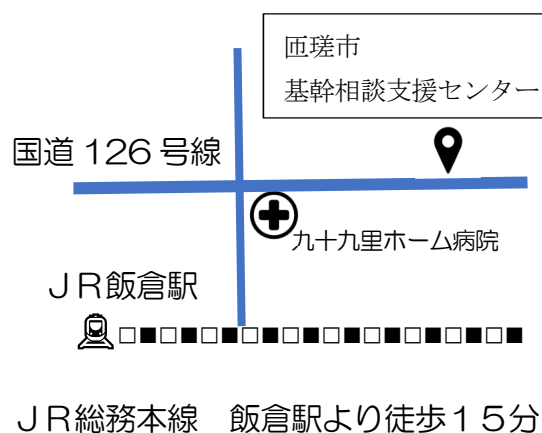 匝瑳市
基幹相談支援センター
国道126号線
九十九里ホーム病院
ＪＲ飯倉駅
ＪＲ総務本線　飯倉駅より徒歩１５分